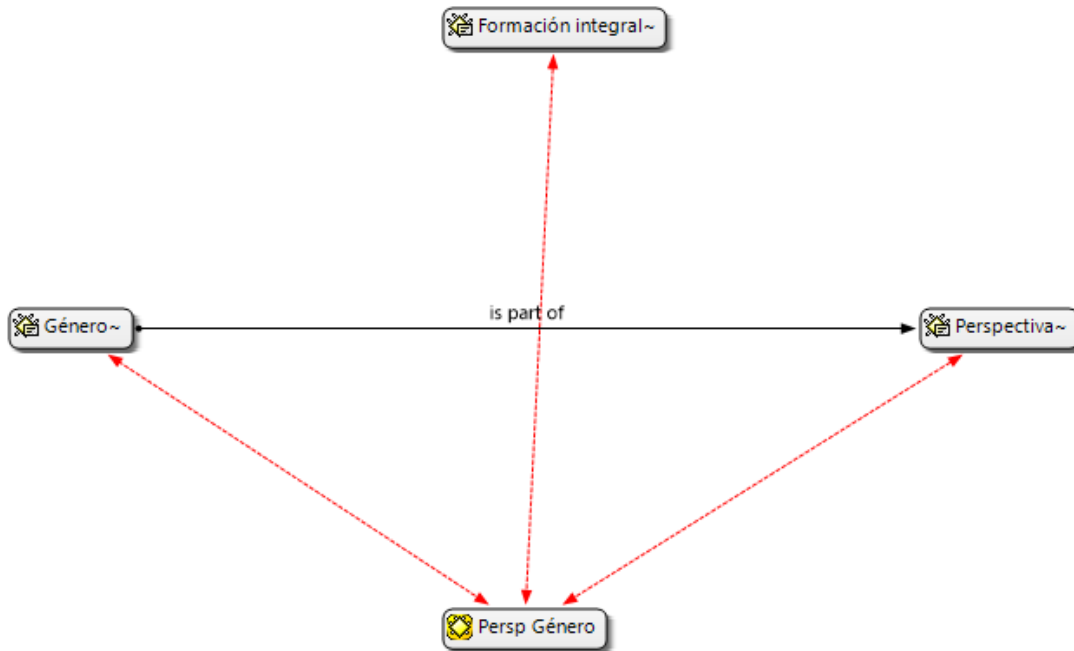 Formación integral~
is part of
Género~
Perspectiva~
Persp Género